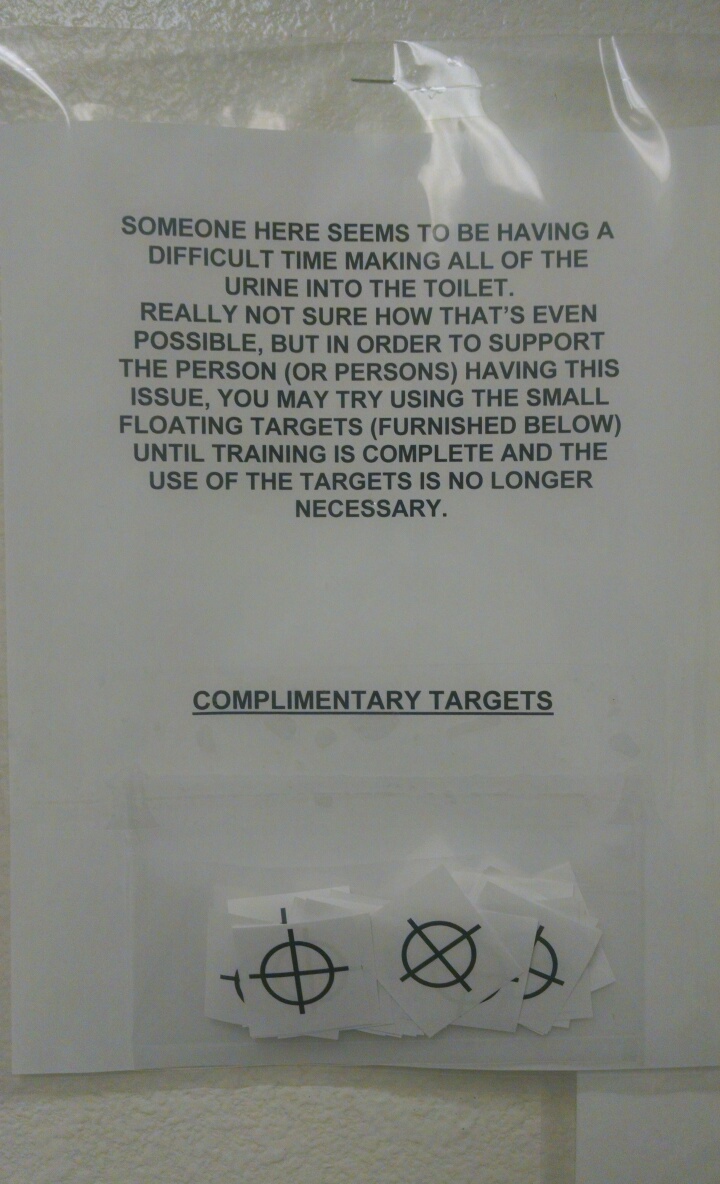 SOMEONE HERE SEEMS TO BE HAVING A
DIFFICULT TIME MAKING ALL OF THE
URINE INTO THE TOILET.
REALLY NOT SURE HOW THAT'S EVEN
POSSIBLE, BUT IN ORDER TO SUPPORT
THE PERSON (OR PERSONS) HAVING THIS
ISSUE, YOU MAY TRY USING THE SMALL
FLOATING TARGETS (FURNISHED BELOW)
UNTIL TRAINING IS COMPLETE AND THE
USE OF THE TARGETS IS NO LONGER
NECESSARY.
COMPLIMENTARY TARGETS